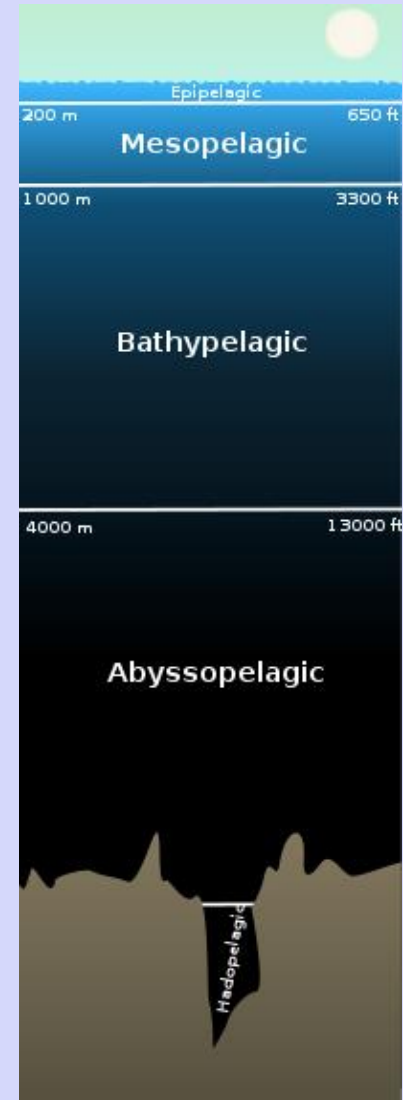 Epipelagic
200 m 650 ft
Mesopelagic
1000 m 3300 ft
Bathypelagic
4000 m 13000 ft
Abyssopelagic
Hadopelagic